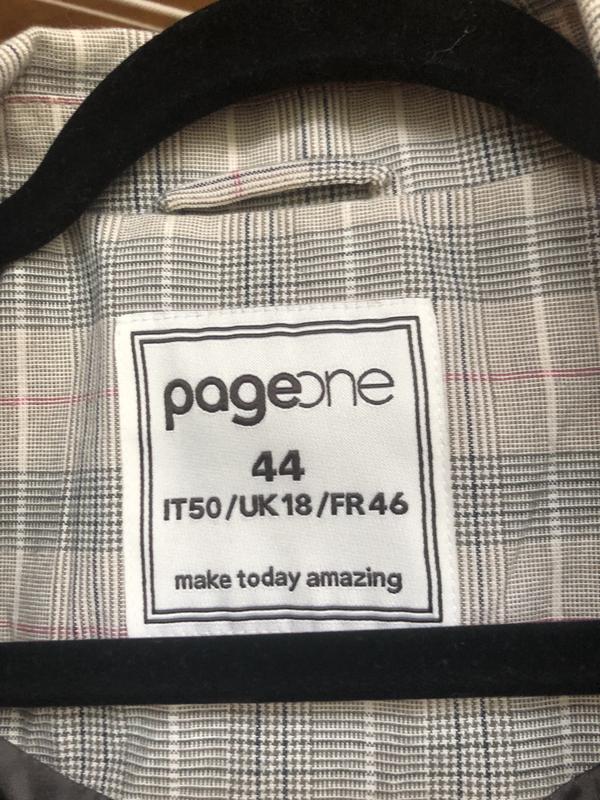 pageone
44
IT50/UK18/FR46
make today amazing